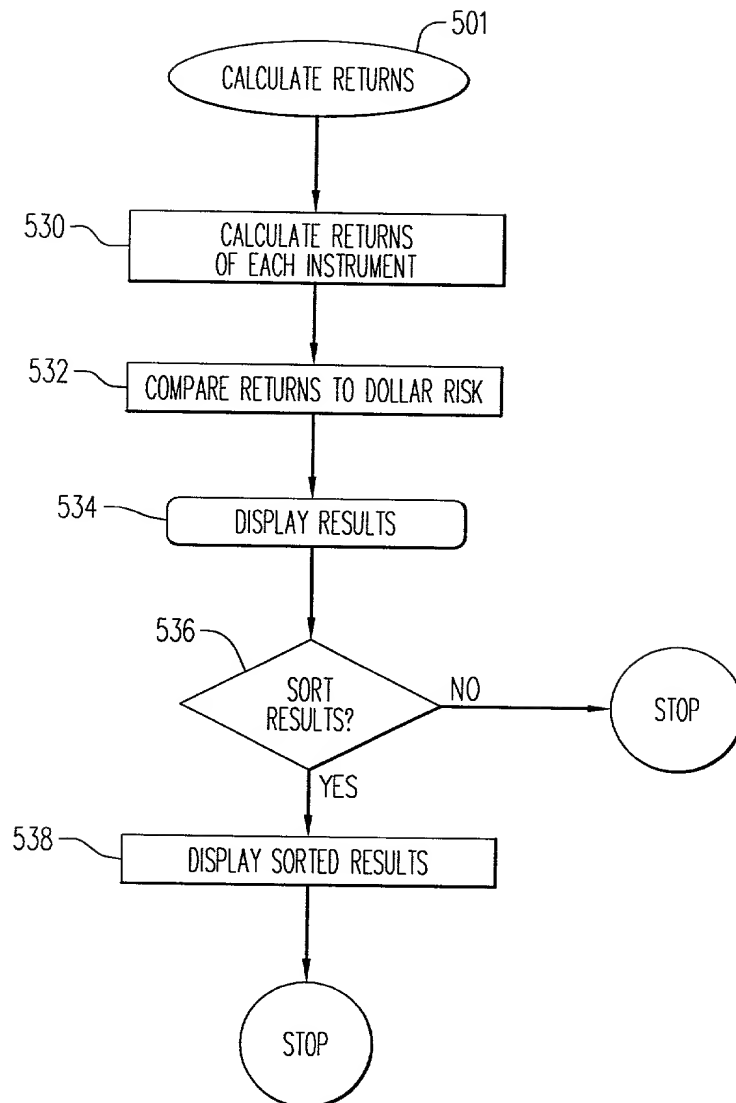 501
CALCULATE RETURNS
530
CALCULATE RETURNS
OF EACH INSTRUMENT
532
COMPARE RETURNS TO DOLLAR RISK
534
DISPLAY RESULTS
536
SORT
RESULTS?
NO
STOP
YES
538
DISPLAY SORTED RESULTS
STOP